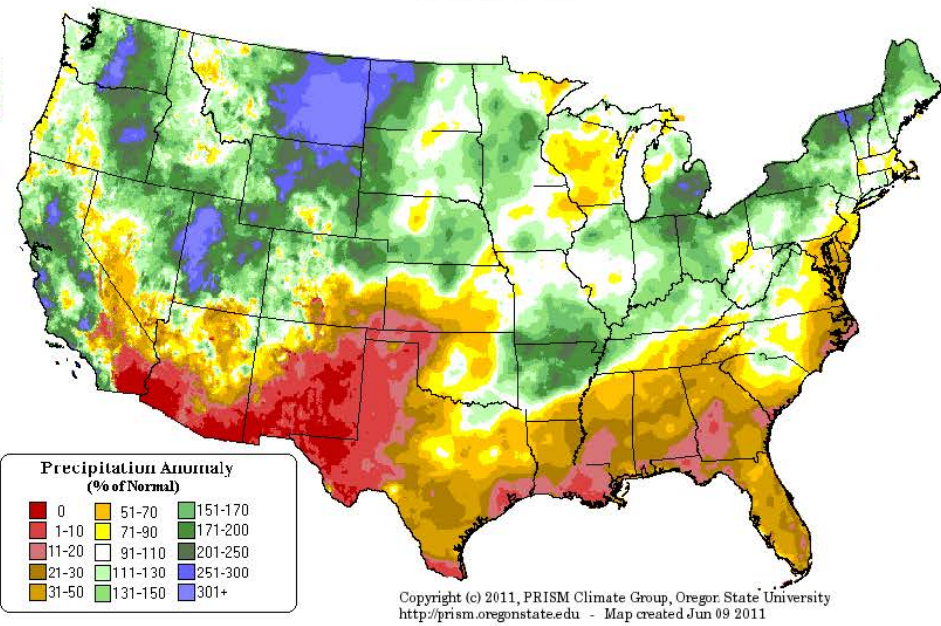 Precipitation Anomaly
(% of Normal)
0 51-70 151-170
1-10 71-90 171-200
11-20 91-110 201-250
21-30 111-130 251-300
31-50 131-150 301+
Copyright (c) 2011, PRISM Climate Group, Oregon State University
http://prism.oregonstate.edu - Map created Jun 09 2011